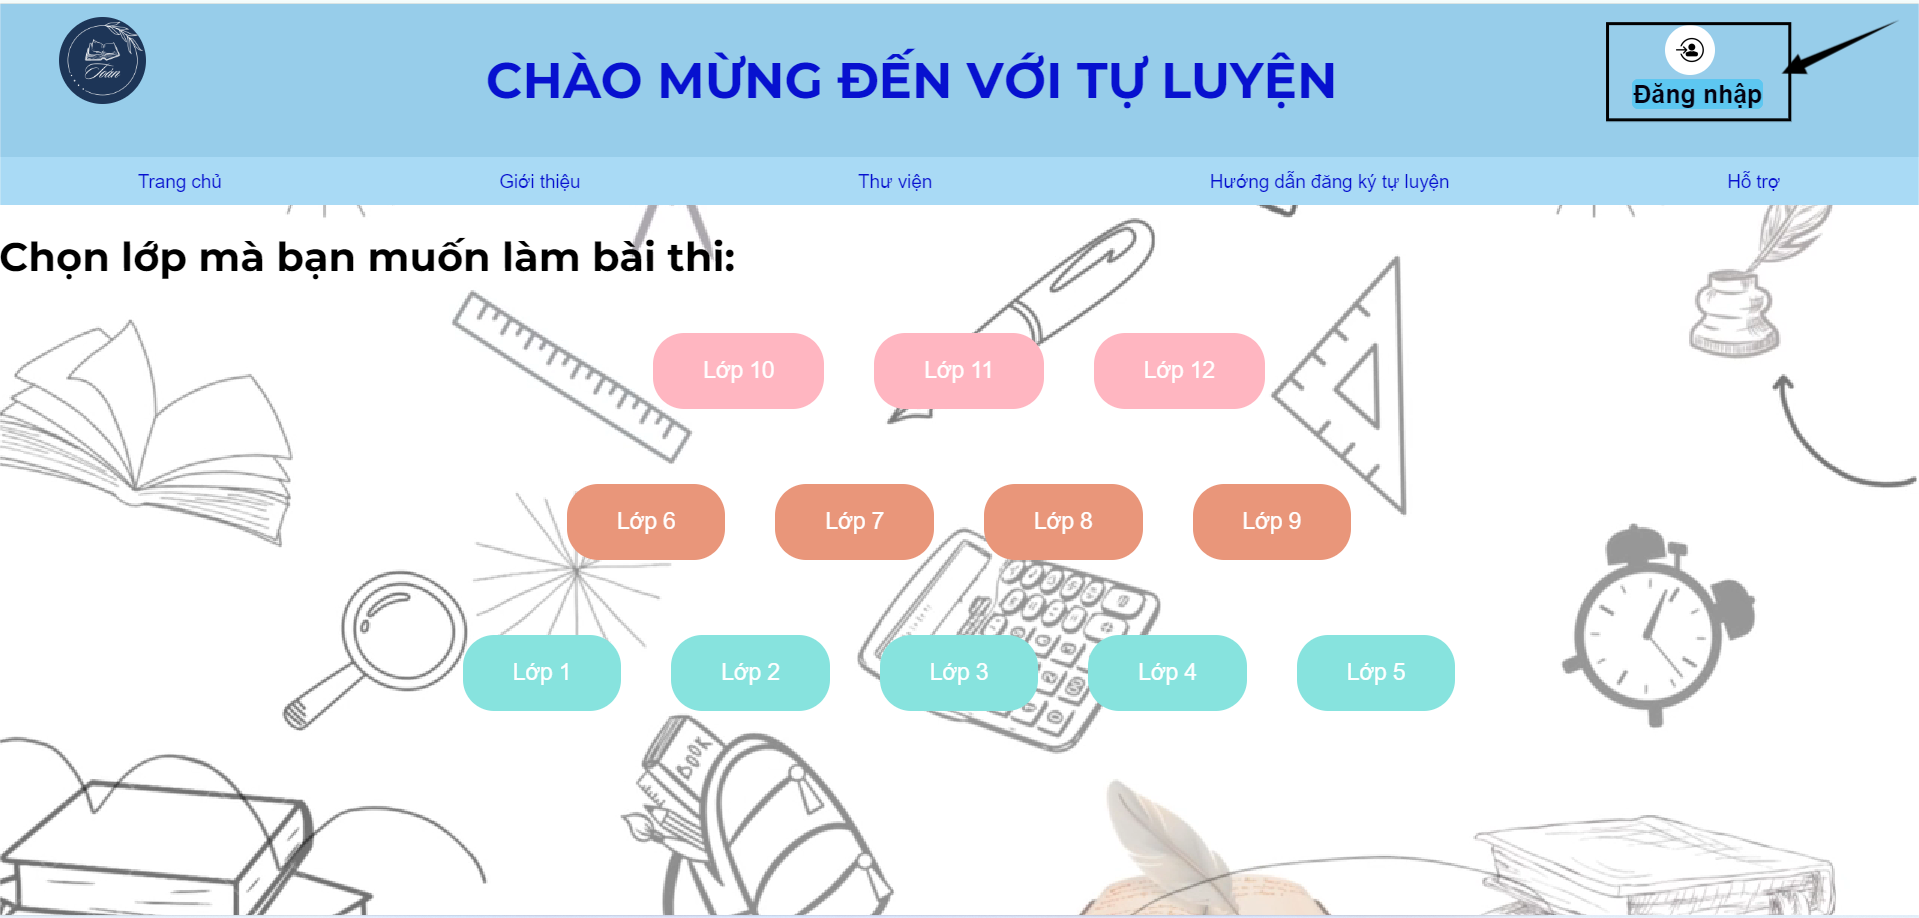 Toán
CHÀO MỪNG ĐẾN VỚI TỰ LUYỆN
Đăng nhập
Trang chủ
Giới thiệu
Thư viện
Hướng dẫn đăng ký tự luyện
Hỗ trợ
Chọn lớp mà bạn muốn làm bài thi:
Lớp 10
Lớp 11
Lớp 12
Lớp 6
Lớp 7
Lớp 8
Lớp 9
Lớp 1
Lớp 2
Lớp 3
Lớp 4
Lớp 5
BOOK